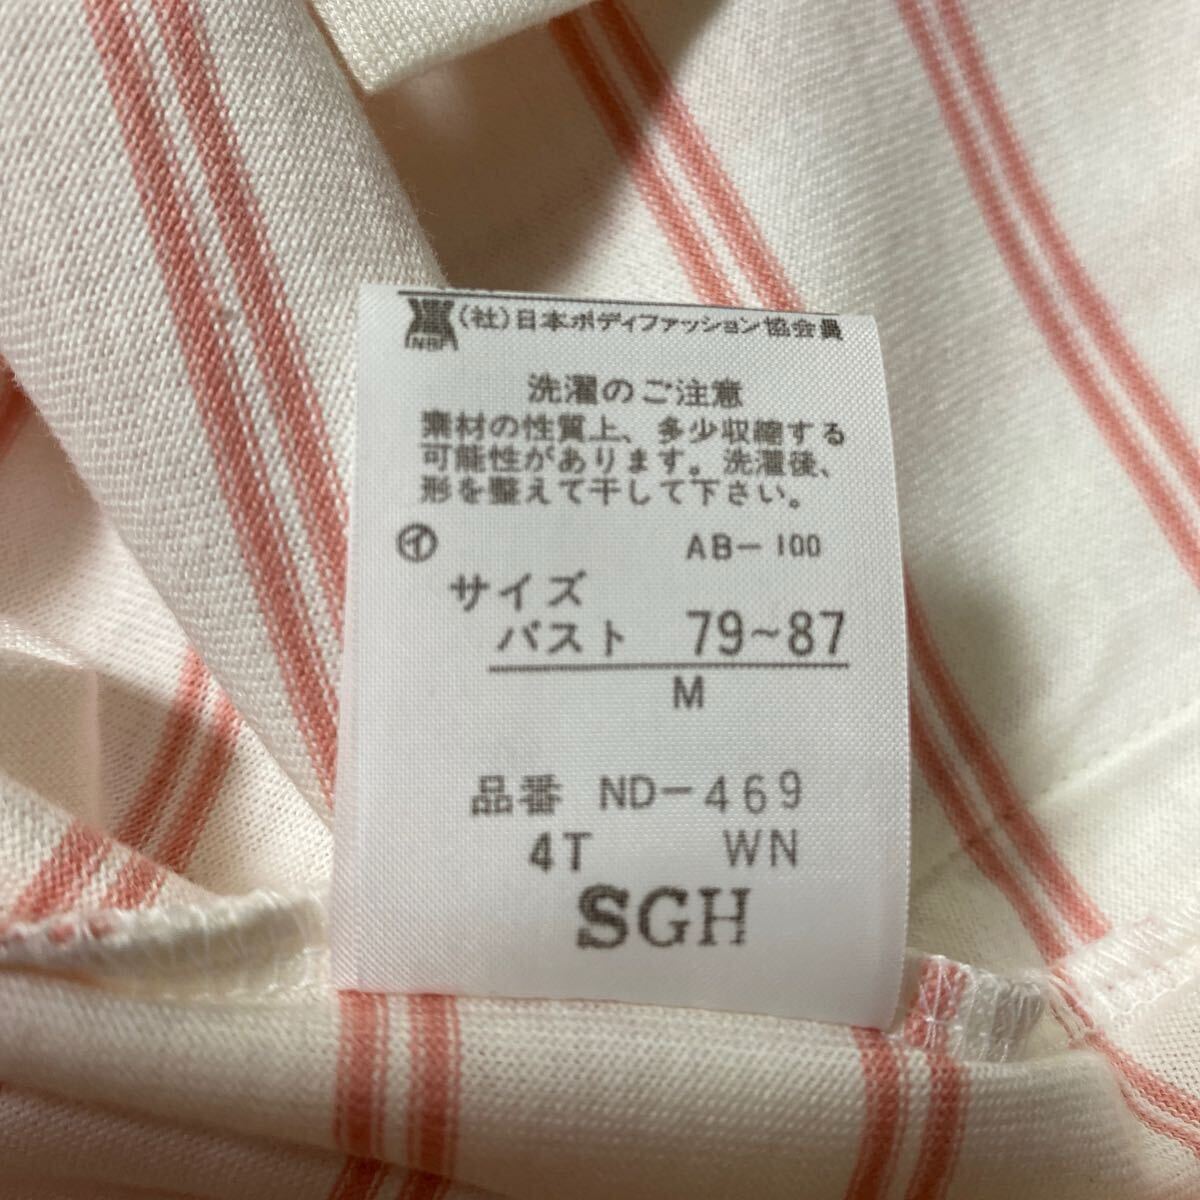 NBF (社)日本ボディファッション協会員
洗濯のご注意
素材の性質上、多少収縮する
可能性があります。洗濯後、
形を整えて干して下さい。
㋑ AB-100
サイズ
バスト 79~87
M
品番 ND-469
4T WN
SGH